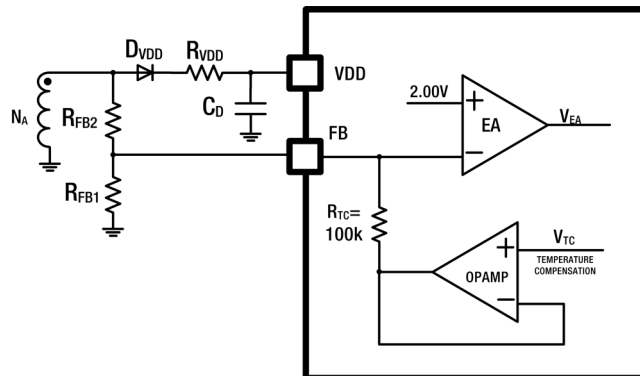 DVDD
RVDD
VDD
CD
NA
RFB2
RFB1
FB
2.00V
+
EA
−
VEA
RTC=
100k
VTC
TEMPERATURE
COMPENSATION
+
OPAMP
−